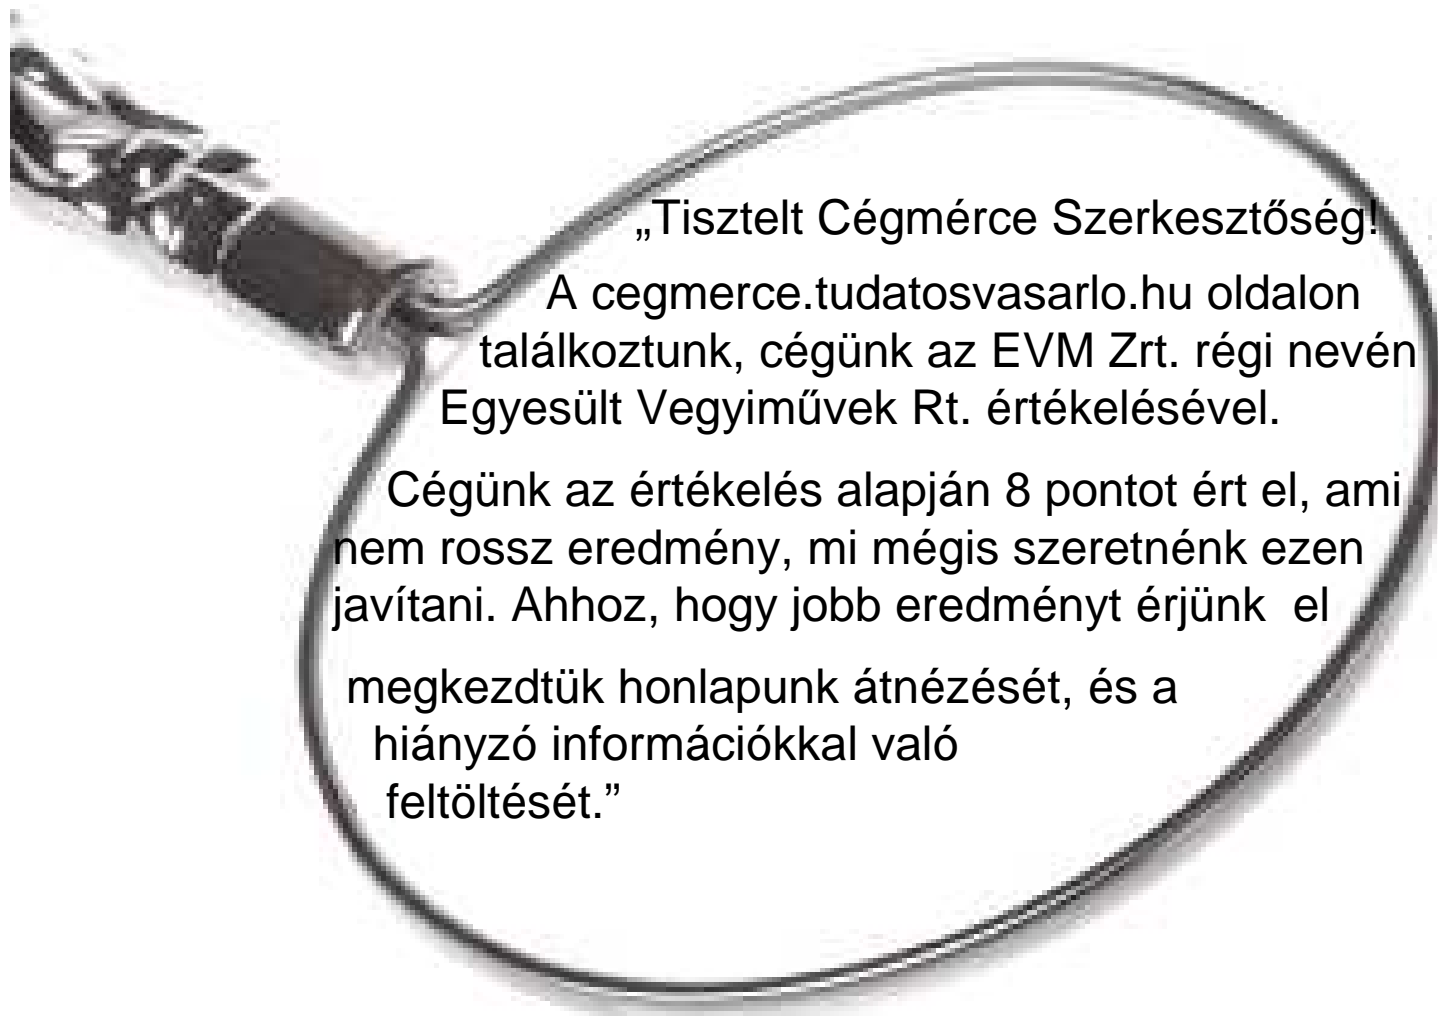 „Tisztelt Cégmérce Szerkesztőség!
A cegmerce.tudatosvasarlo.hu oldalon
találkoztunk, cégünk az EVM Zrt. régi nevén
Egyesült Vegyiművek Rt. értékelésével.
Cégünk az értékelés alapján 8 pontot ért el, ami
nem rossz eredmény, mi mégis szeretnénk ezen
javítani. Ahhoz, hogy jobb eredményt érjünk  el
megkezdtük honlapunk átnézését, és a
hiányzó információkkal való
feltöltését.”